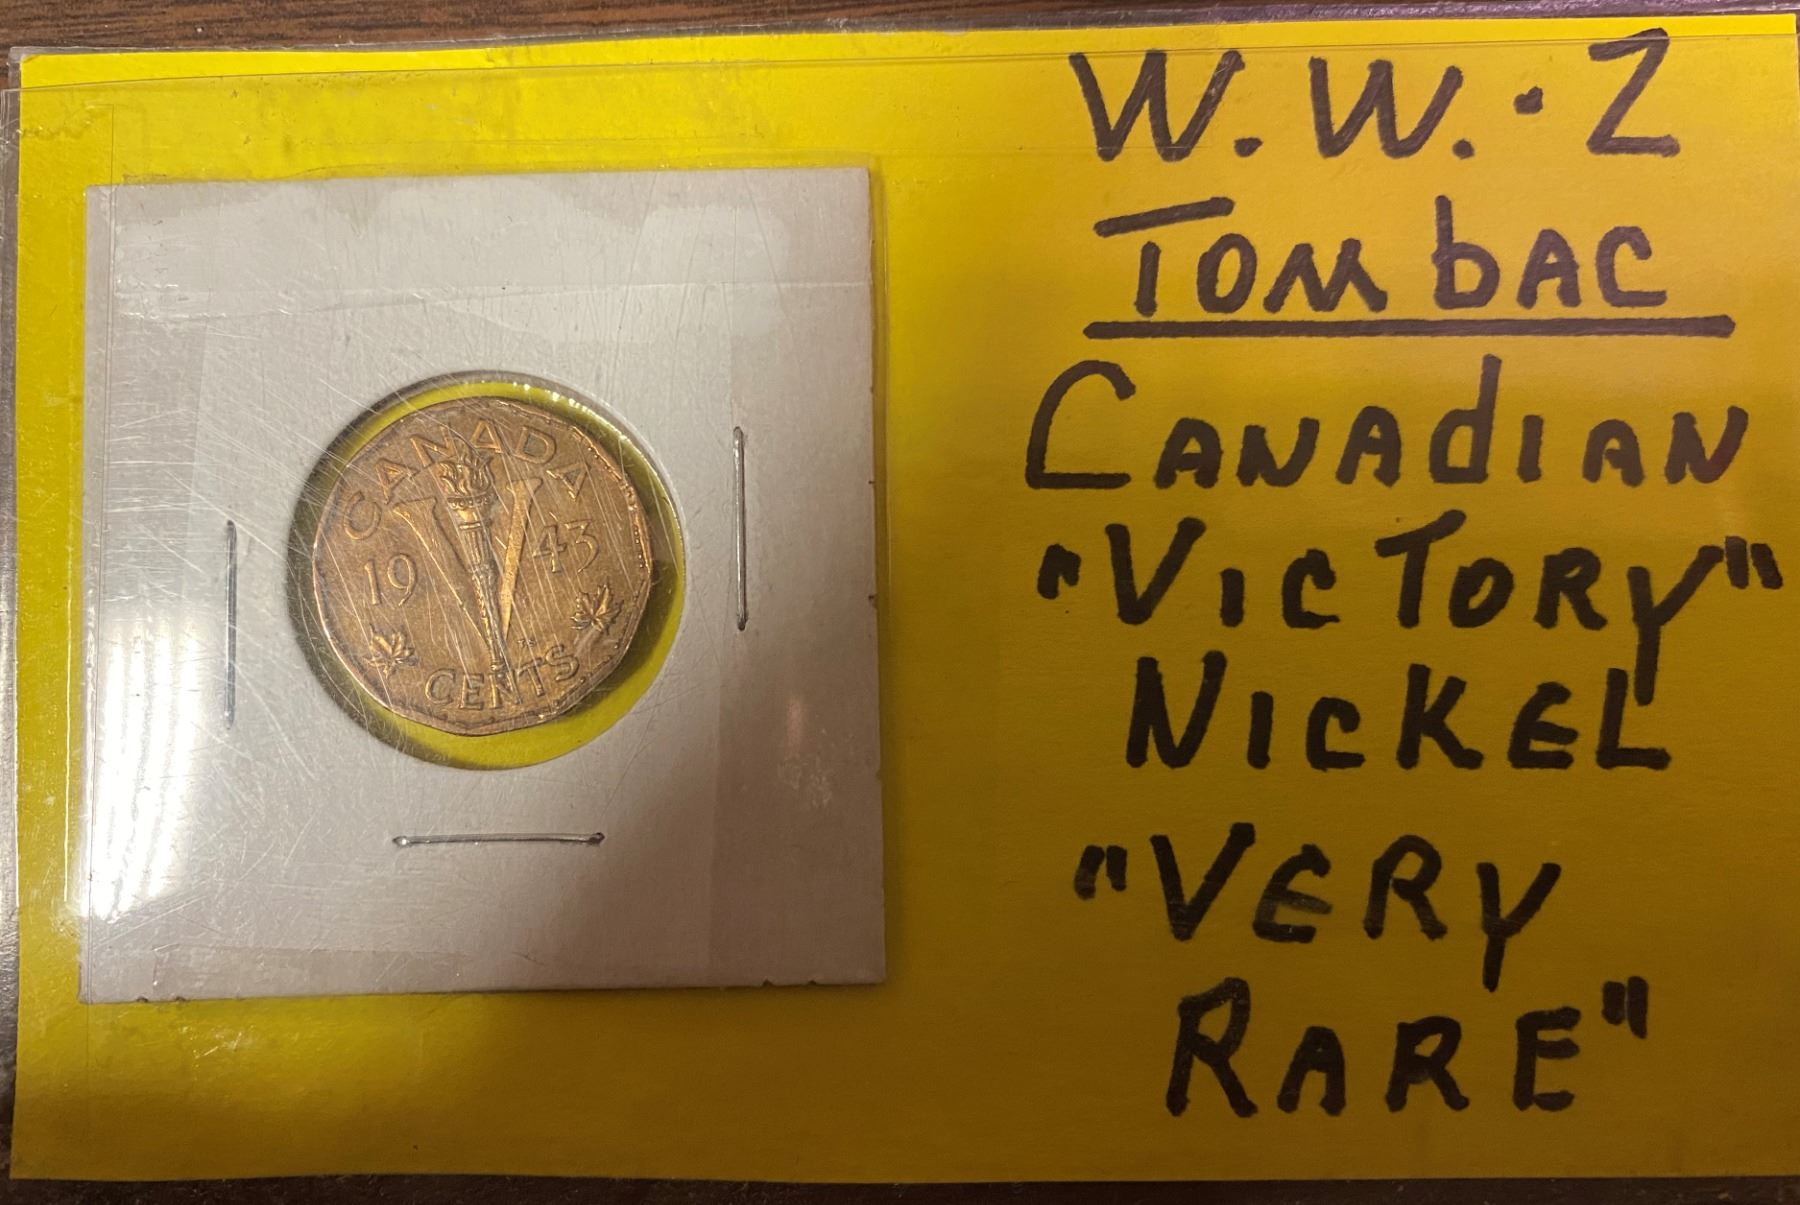 CANADA
19 V 43
CENTS
W.W.·2
TOMbAC
CANAdIAN
"VICTORY"
NICKEL
"VERY
RARE"